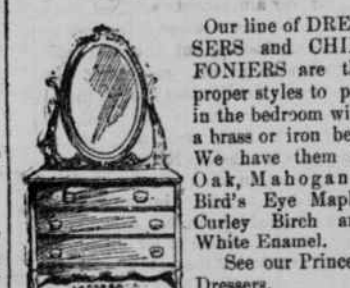 Our line of DRE
SERS and CHI
FONIERS are t
proper styles to p
in the bedroom wi
a brass or iron be
We have them
Oak, Mahogan
Bird's Eye Mapl
Curley Birch a
White Enamel.
See our Prince
Dressers.